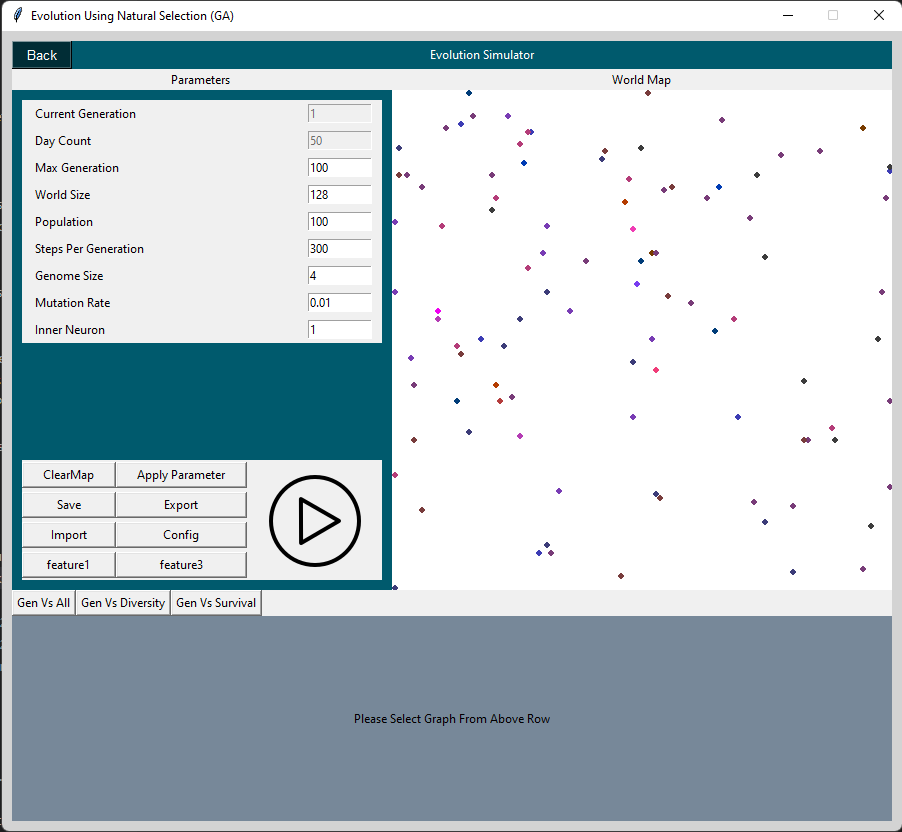 Evolution Using Natural Selection (GA)
Back
Evolution Simulator
Parameters
World Map
Current Generation 1
Day Count 50
Max Generation 100
World Size 128
Population 100
Steps Per Generation 300
Genome Size 4
Mutation Rate 0.01
Inner Neuron 1
ClearMap Apply Parameter
Save Export
Import Config
feature1 feature3
Gen Vs All Gen Vs Diversity Gen Vs Survival
Please Select Graph From Above Row